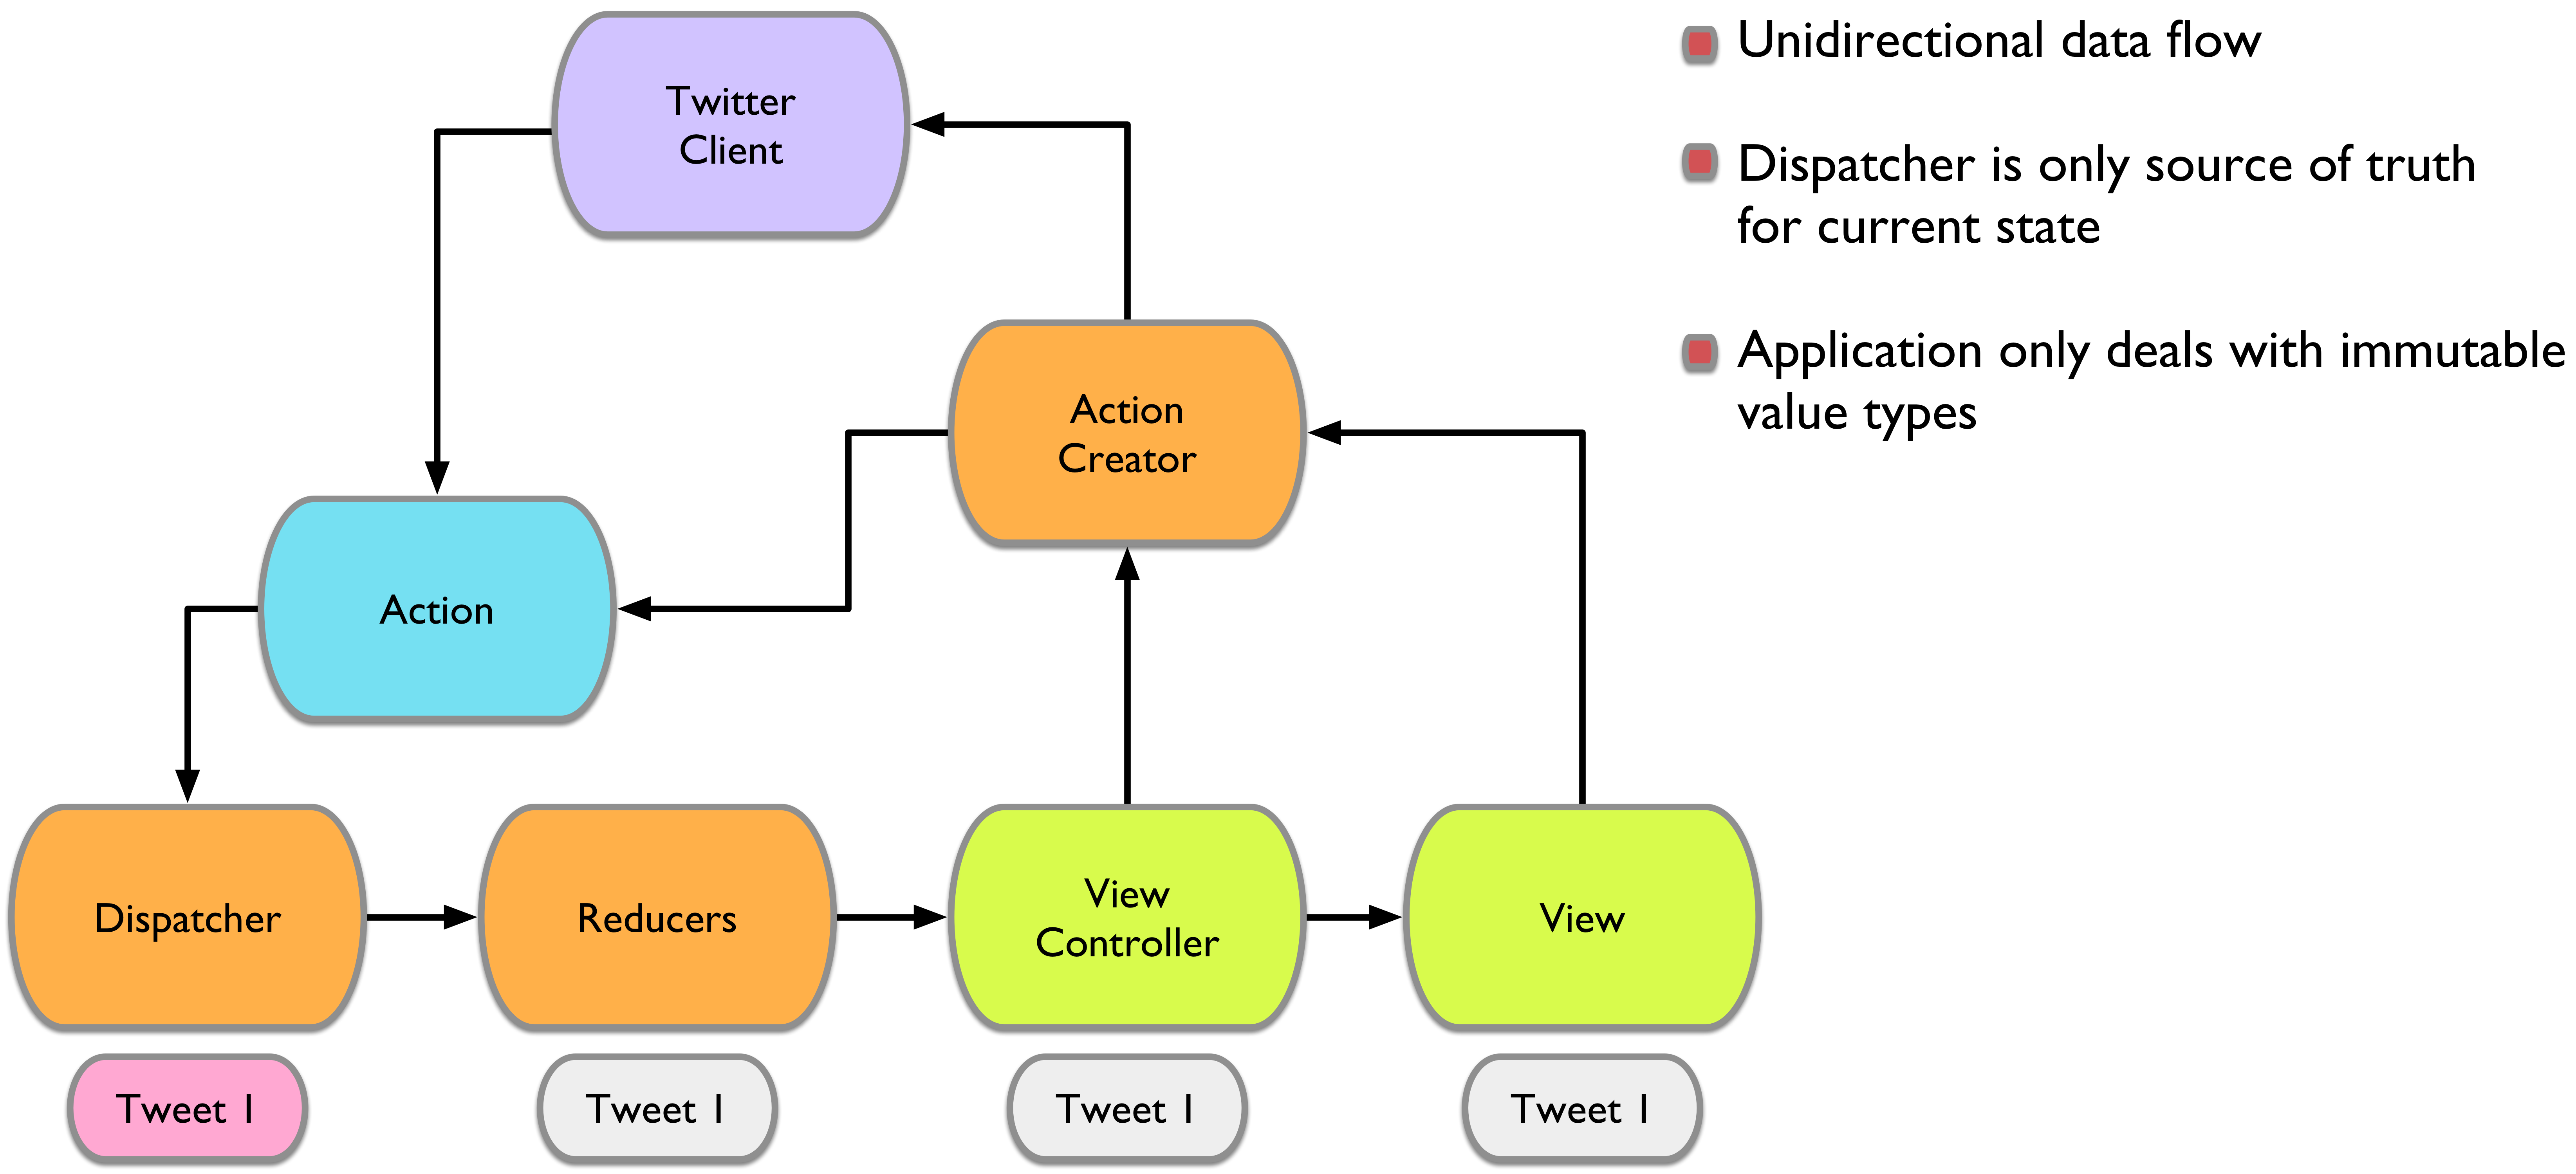 Unidirectional data flow
Dispatcher is only source of truth
for current state
Application only deals with immutable
value types
Twitter
Client
Action
Creator
Action
Dispatcher
Reducers
View
Controller
View
Tweet 1
Tweet 1
Tweet 1
Tweet 1